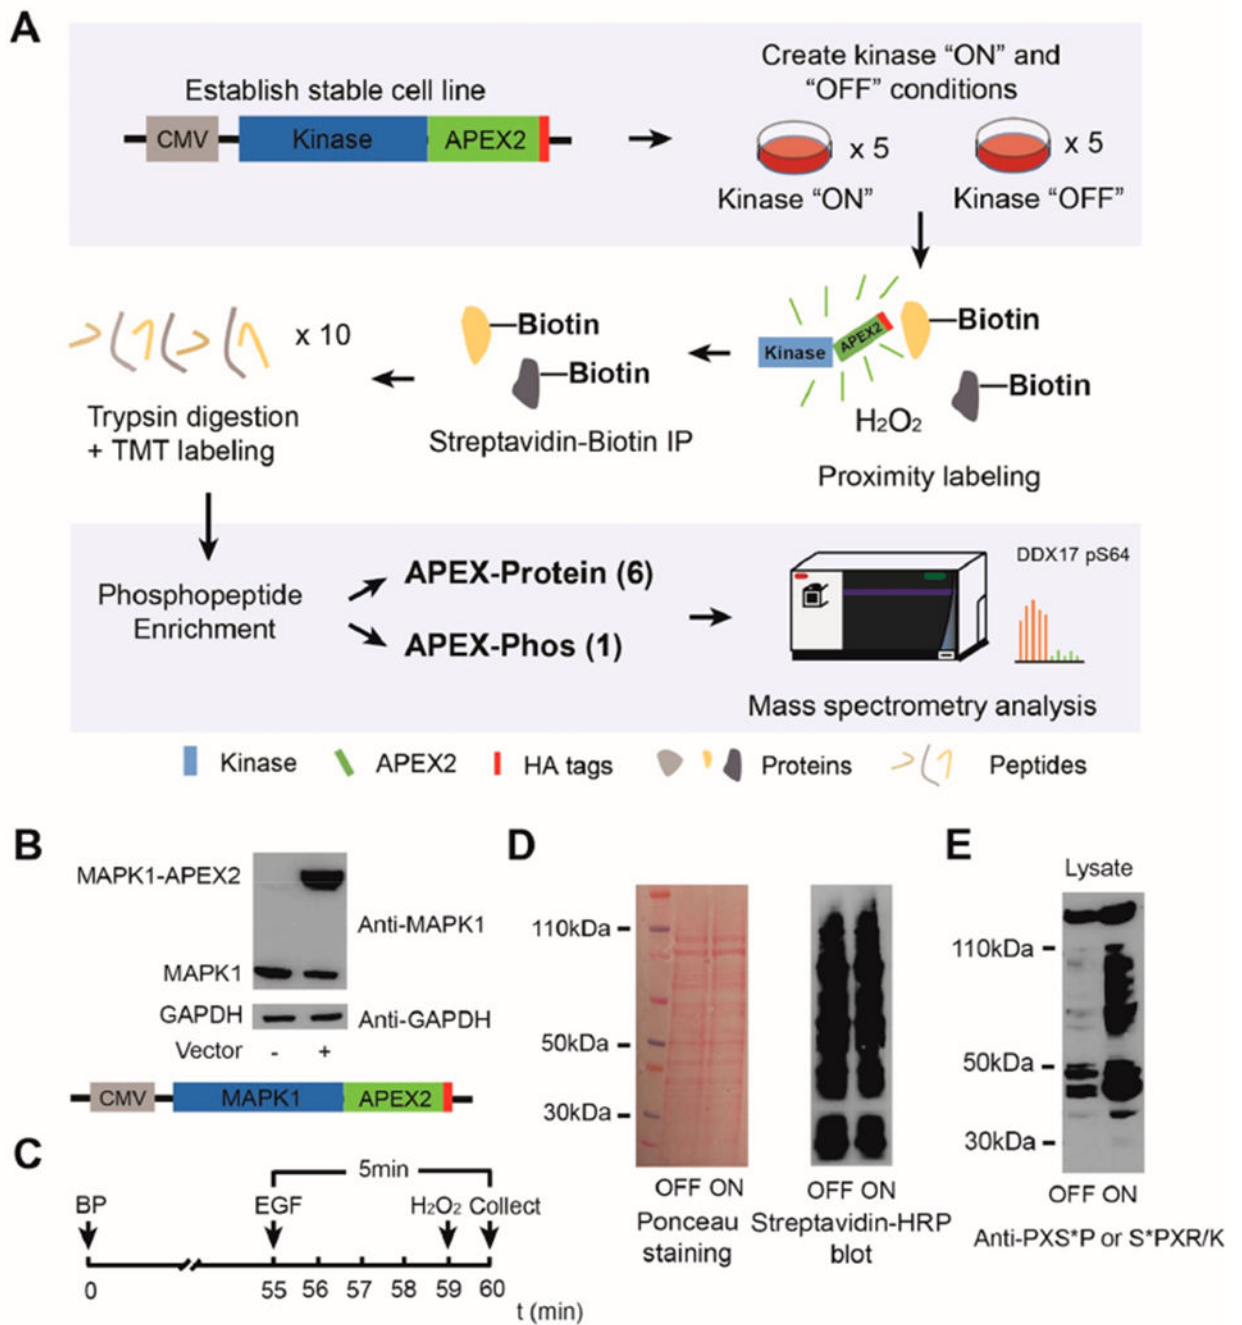 A
Establish stable cell line
CMV
Kinase
APEX2
Create kinase “ON” and
“OFF” conditions
x 5
x 5
Kinase “ON”
Kinase “OFF”
x 10
Trypsin digestion
+ TMT labeling
Biotin
Biotin
Streptavidin-Biotin IP
Kinase
APEX2
Biotin
Biotin
H2O2
Proximity labeling
Phosphopeptide
Enrichment
APEX-Protein (6)
APEX-Phos (1)
DDX17 pS64
Mass spectrometry analysis
Kinase
APEX2
HA tags
Proteins
Peptides
B
MAPK1-APEX2
Anti-MAPK1
MAPK1
GAPDH
Anti-GAPDH
Vector - +
CMV
MAPK1
APEX2
C
5min
BP
EGF
H2O2
Collect
0 55 56 57 58 59 60
t (min)
D
110kDa
50kDa
30kDa
OFF ON
Ponceau
staining
OFF ON
Streptavidin-HRP
blot
E
Lysate
110kDa
50kDa
30kDa
OFF ON
Anti-PXS*P or S*PXR/K